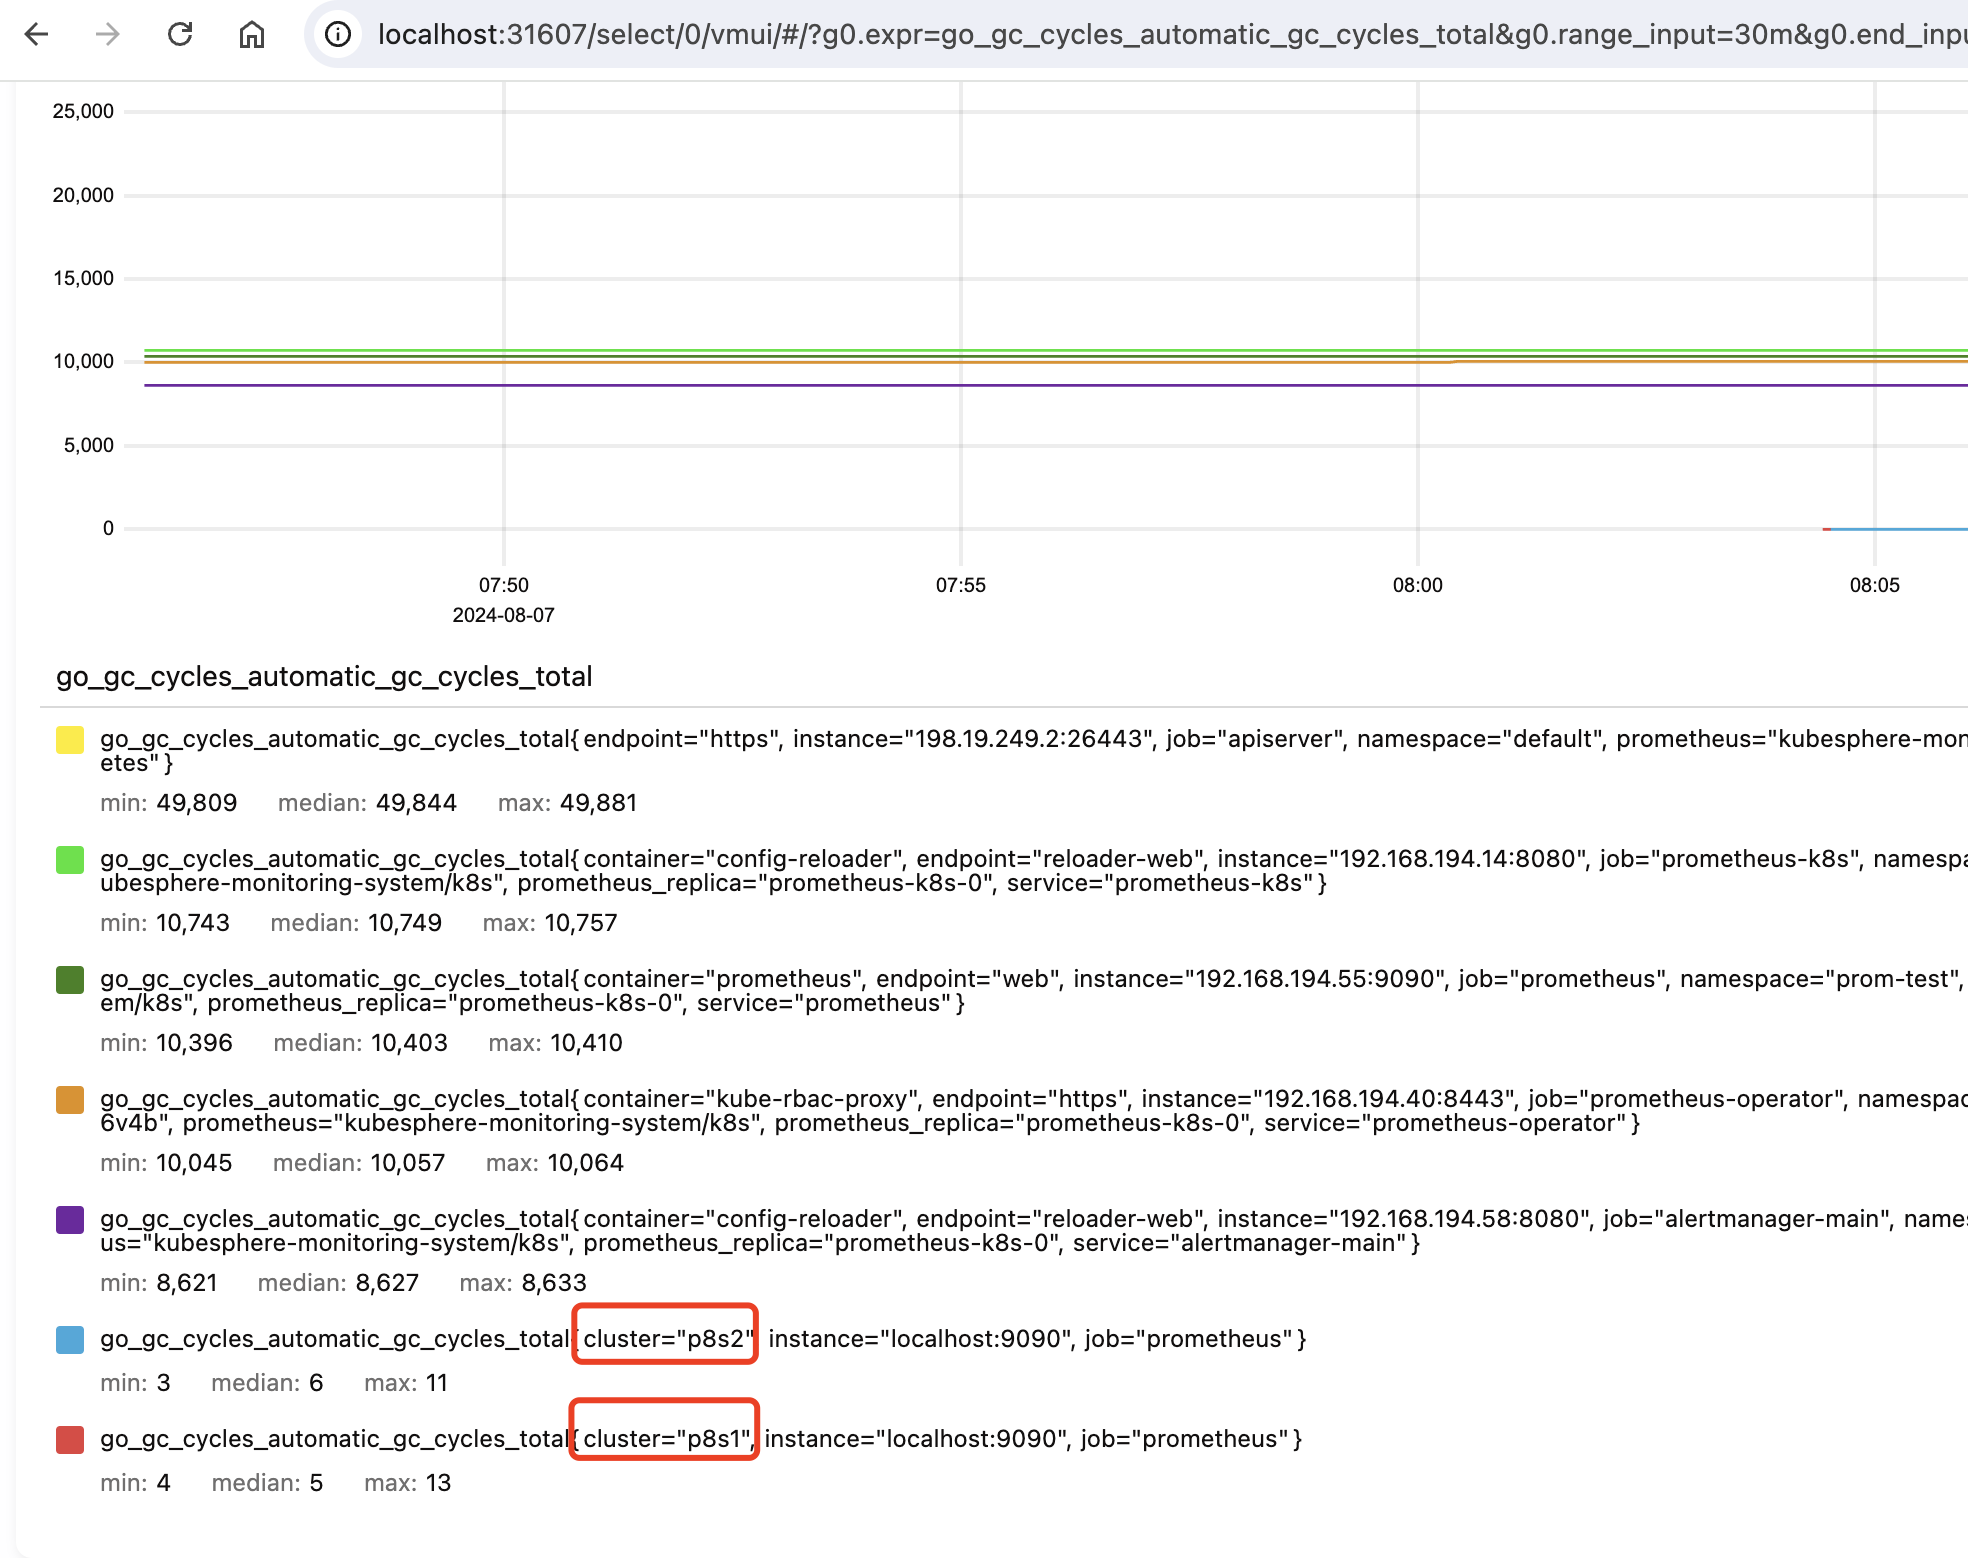 localhost:31607/select/0/vmui/#/?g0.expr=go_gc_cycles_automatic_gc_cycles_total&g0.range_input=30m&g0.end_inpu
25,000
20,000
15,000
10,000
5,000
0
07:50
07:55
08:00
08:05
2024-08-07
go_gc_cycles_automatic_gc_cycles_total
go_gc_cycles_automatic_gc_cycles_total{endpoint="https", instance="198.19.249.2:26443", job="apiserver", namespace="default", prometheus="kubesphere-mon
etes"}
min: 49,809 median: 49,844 max: 49,881
go_gc_cycles_automatic_gc_cycles_total{container="config-reloader", endpoint="reloader-web", instance="192.168.194.14:8080", job="prometheus-k8s", namespa
ubesphere-monitoring-system/k8s", prometheus_replica="prometheus-k8s-0", service="prometheus-k8s"}
min: 10,743 median: 10,749 max: 10,757
go_gc_cycles_automatic_gc_cycles_total{container="prometheus", endpoint="web", instance="192.168.194.55:9090", job="prometheus", namespace="prom-test",
em/k8s", prometheus_replica="prometheus-k8s-0", service="prometheus"}
min: 10,396 median: 10,403 max: 10,410
go_gc_cycles_automatic_gc_cycles_total{container="kube-rbac-proxy", endpoint="https", instance="192.168.194.40:8443", job="prometheus-operator", namespac
6v4b", prometheus="kubesphere-monitoring-system/k8s", prometheus_replica="prometheus-k8s-0", service="prometheus-operator"}
min: 10,045 median: 10,057 max: 10,064
go_gc_cycles_automatic_gc_cycles_total{container="config-reloader", endpoint="reloader-web", instance="192.168.194.58:8080", job="alertmanager-main", names
us="kubesphere-monitoring-system/k8s", prometheus_replica="prometheus-k8s-0", service="alertmanager-main"}
min: 8,621 median: 8,627 max: 8,633
go_gc_cycles_automatic_gc_cycles_total{cluster="p8s2" instance="localhost:9090", job="prometheus"}
min: 3 median: 6 max: 11
go_gc_cycles_automatic_gc_cycles_total{cluster="p8s1", instance="localhost:9090", job="prometheus"}
min: 4 median: 5 max: 13